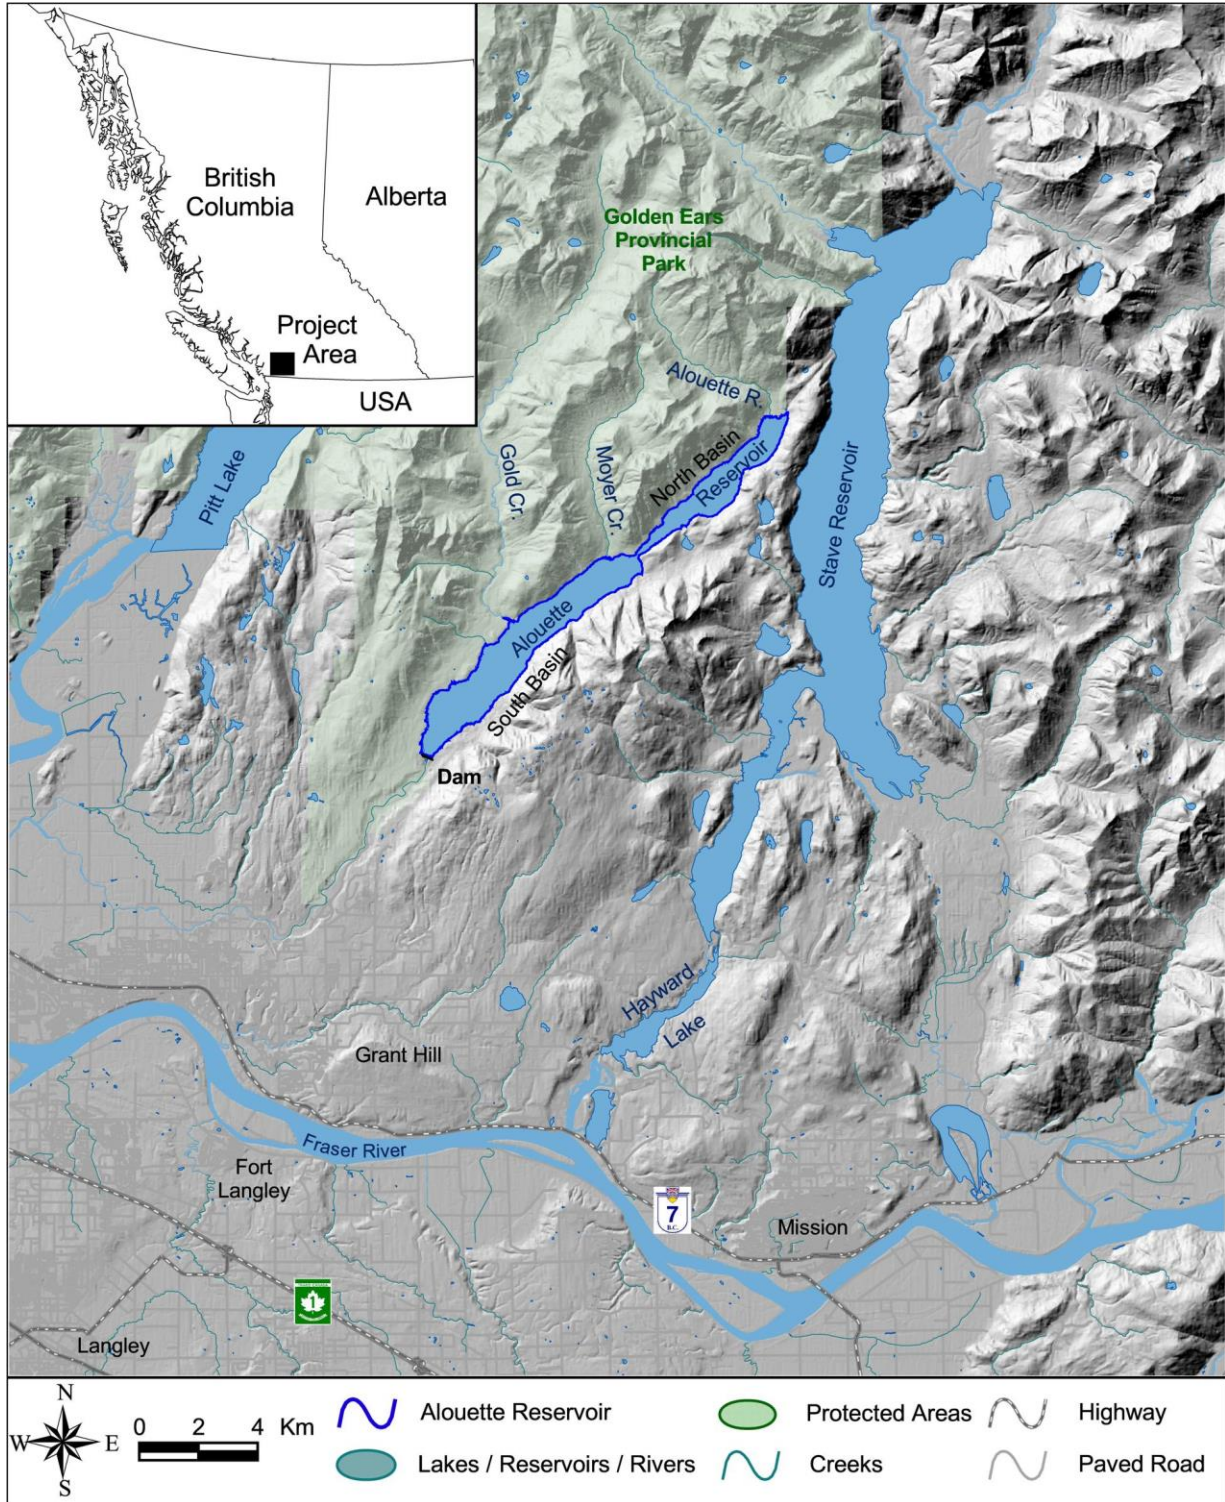 British
Columbia
Alberta
Project
Area
USA
Golden Ears
Provincial
Park
Alouette R.
North Basin
Reservoir
Pitt Lake
Gold Cr.
Moyer Cr.
Stave Reservoir
Alouette
South Basin
Dam
Hayward
Lake
Grant Hill
Fraser River
Fort
Langley
7
B.C.
Mission
1
Langley
N
W E
S
0 2 4 Km
Alouette Reservoir
Protected Areas
Highway
Lakes / Reservoirs / Rivers
Creeks
Paved Road